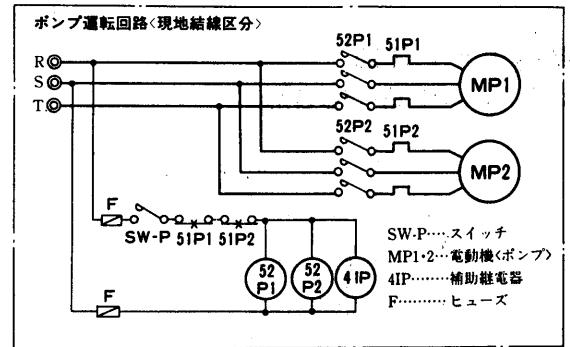 ポンプ運転回路〈現地結線区分〉
52P1 51P1
R
S
T
MP1
52P2 51P2
MP2
F
SW-P 51P1 51P2
52
P1
52
P2
4IP
F
SW-P‥‥スイッチ
MP1・2‥電動機〈ポンプ〉
4IP‥‥‥‥補助継電器
F‥‥‥‥ヒューズ